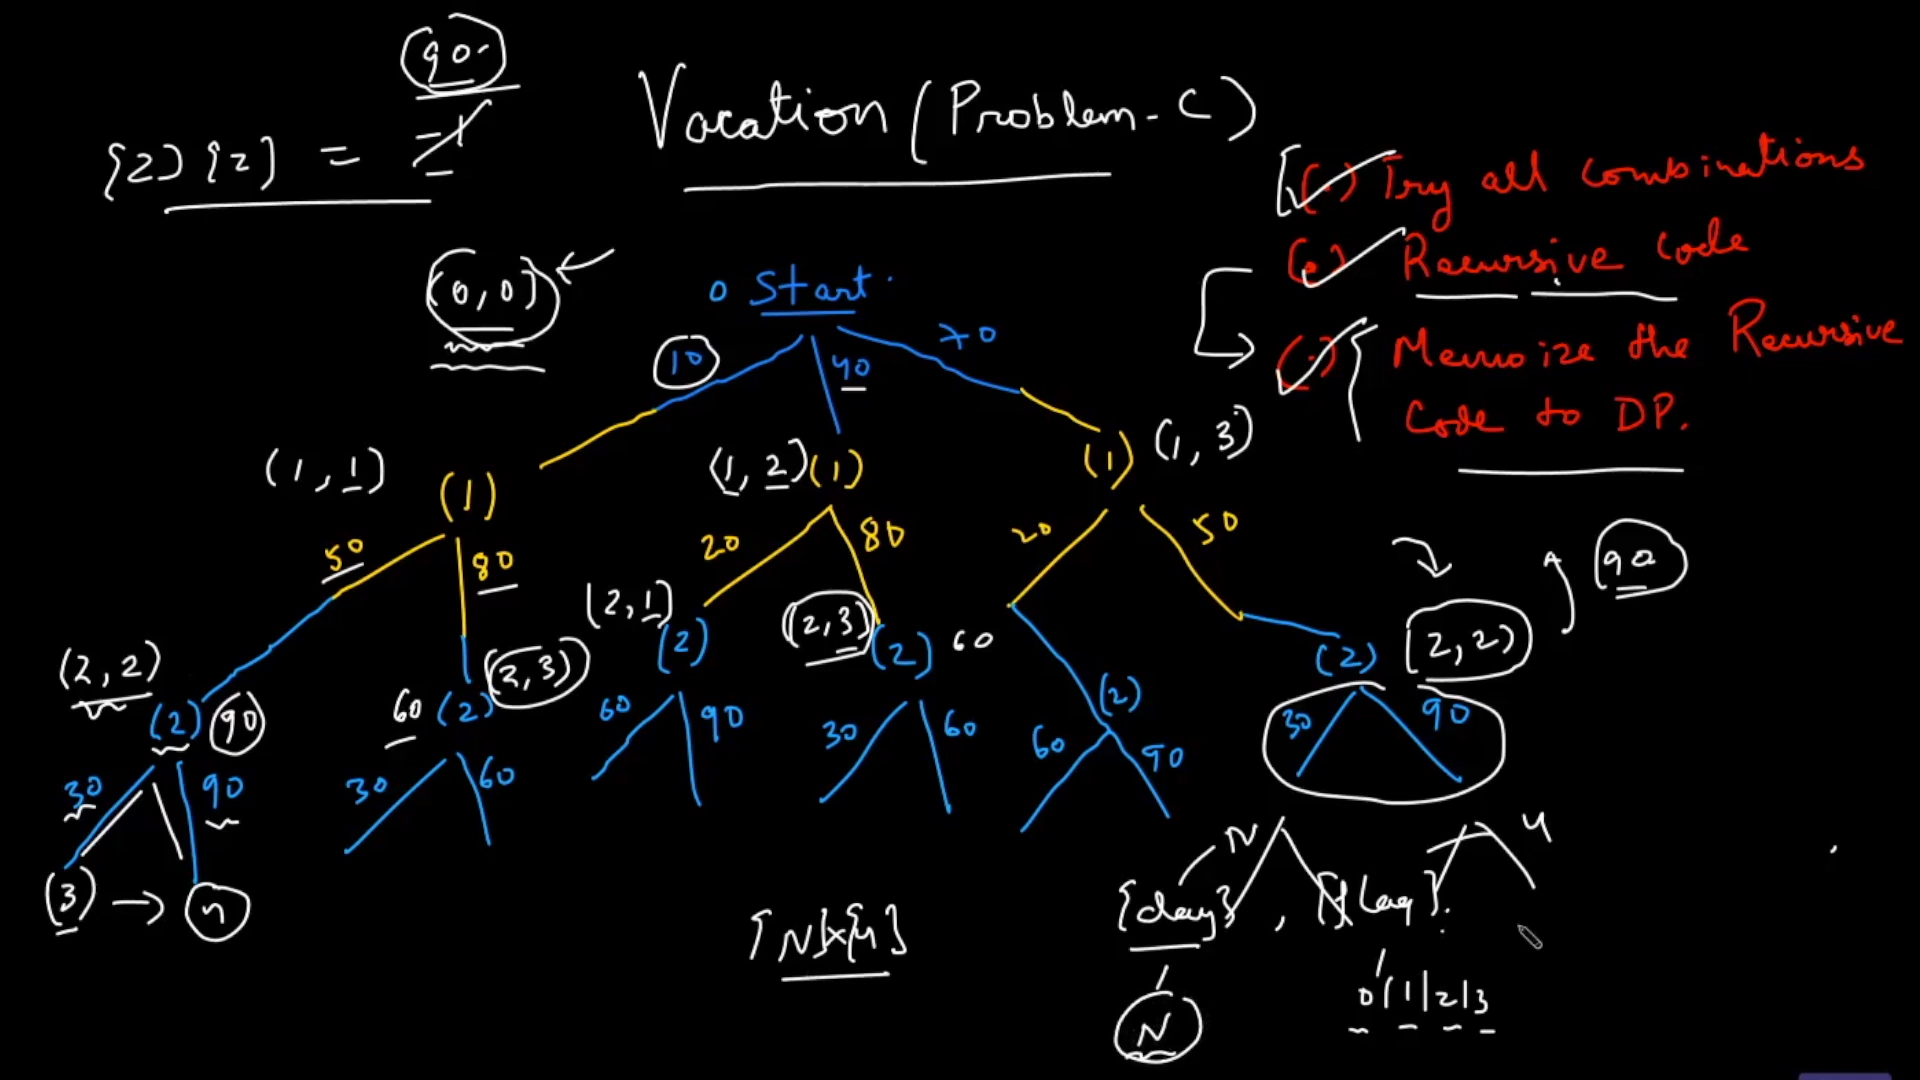 90.
Vacation (Problem-C)
[2] [2] = -1
(.) Try all combinations
(.) Recursive code
(.) Memoize the Recursive
Code to DP.
(0,0)
0 Start.
10 40 70
(1,1) (1) (1,2) (1) (1) (1,3)
50 80 20 80 20 50
90
(2,2) (2) 90
60 (2) (2,3)
(2,1) (2)
(2,3) (2) 60
(2)
(2) (2,2)
30 90 30 60 60 90 30 60 60 90 30 90
(3) → n
N 4
[day] , [flag].
[N]x[4]
N
0|1|2|3